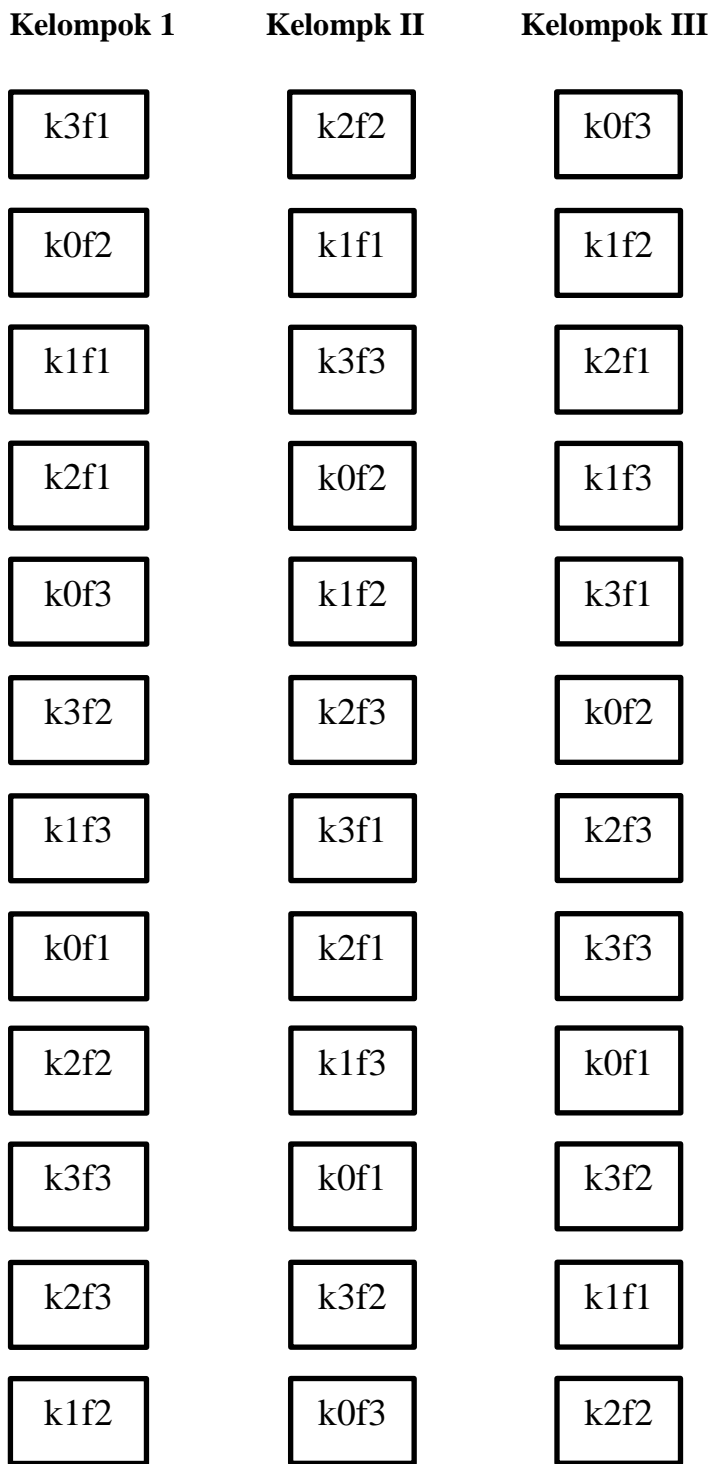 Kelompok 1 Kelompk II Kelompok III
k3f1 k2f2 k0f3
k0f2 k1f1 k1f2
k1f1 k3f3 k2f1
k2f1 k0f2 k1f3
k0f3 k1f2 k3f1
k3f2 k2f3 k0f2
k1f3 k3f1 k2f3
k0f1 k2f1 k3f3
k2f2 k1f3 k0f1
k3f3 k0f1 k3f2
k2f3 k3f2 k1f1
k1f2 k0f3 k2f2